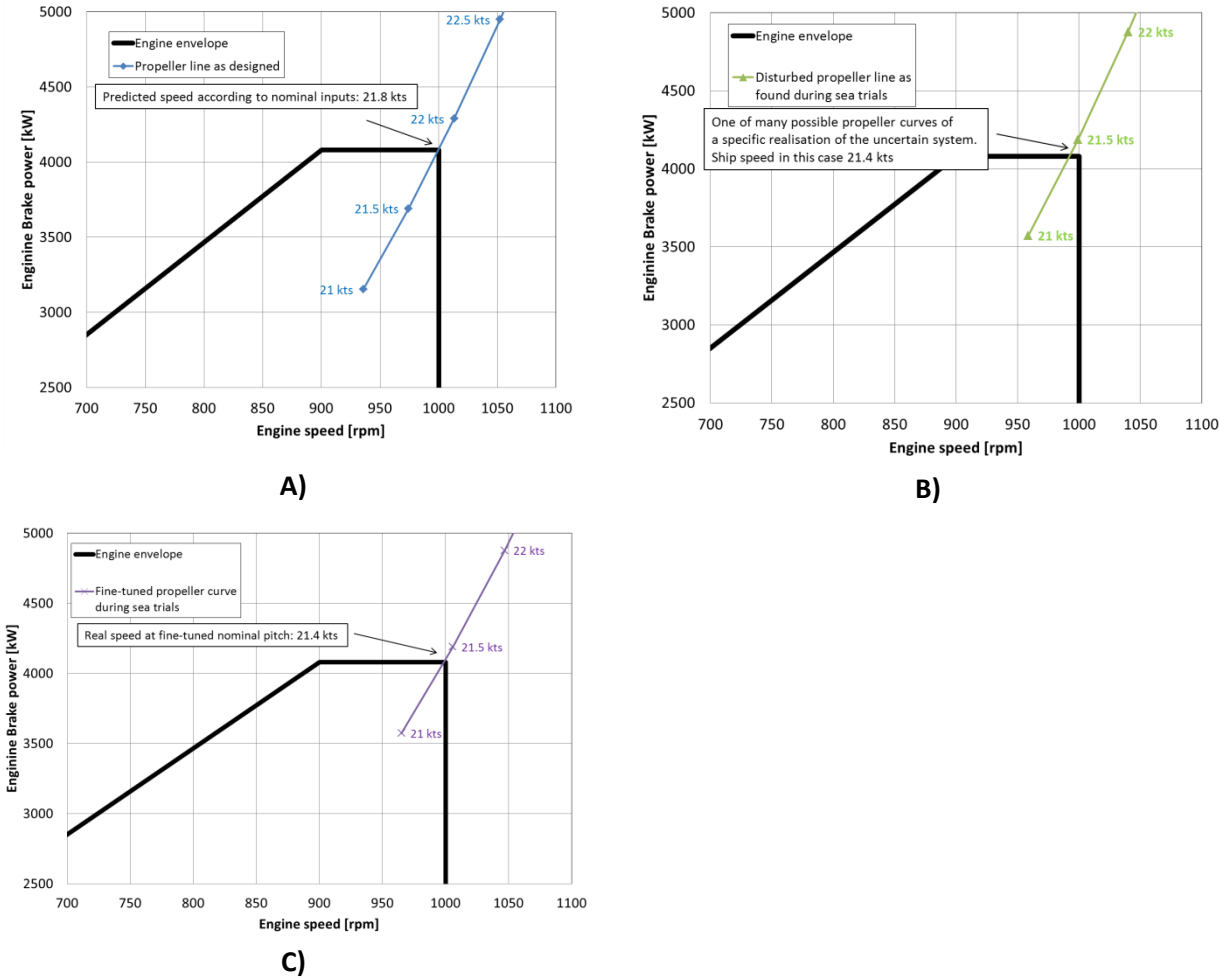 5000
4500
4000
3500
3000
2500
Enginine Brake power [kW]
Engine envelope
Propeller line as designed
Predicted speed according to nominal inputs: 21.8 kts
22.5 kts
22 kts
21.5 kts
21 kts
700 750 800 850 900 950 1000 1050 1100
Engine speed [rpm]
A)
5000
4500
4000
3500
3000
2500
Enginine Brake power [kW]
Engine envelope
Disturbed propeller line as
found during sea trials
One of many possible propeller curves of
a specific realisation of the uncertain system.
Ship speed in this case 21.4 kts
22 kts
21.5 kts
21 kts
700 750 800 850 900 950 1000 1050 1100
Engine speed [rpm]
B)
5000
4500
4000
3500
3000
2500
Enginine Brake power [kW]
Engine envelope
Fine-tuned propeller curve
during sea trials
Real speed at fine-tuned nominal pitch: 21.4 kts
22 kts
21.5 kts
21 kts
700 750 800 850 900 950 1000 1050 1100
Engine speed [rpm]
C)